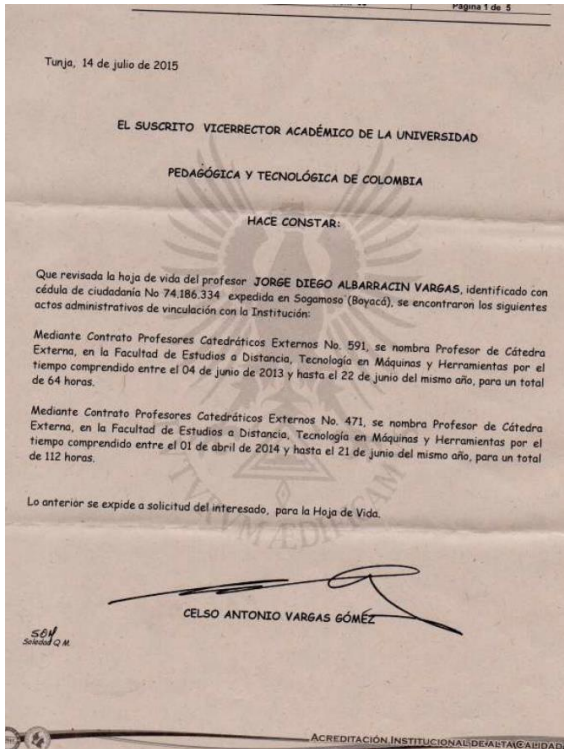 Página 1 de 5
Tunja, 14 de julio de 2015
EL SUSCRITO VICERRECTOR ACADÉMICO DE LA UNIVERSIDAD
PEDAGÓGICA Y TECNOLÓGICA DE COLOMBIA
HACE CONSTAR:
Que revisada la hoja de vida del profesor JORGE DIEGO ALBARRACIN VARGAS, identificado con
cédula de ciudadanía No 74.186.334 expedida en Sogamoso (Boyacá), se encontraron los siguientes
actos administrativos de vinculación con la Institución:
Mediante Contrato Profesores Catedráticos Externos No. 591, se nombra Profesor de Cátedra
Externa, en la Facultad de Estudios a Distancia, Tecnología en Máquinas y Herramientas por el
tiempo comprendido entre el 04 de junio de 2013 y hasta el 22 de junio del mismo año, para un total
de 64 horas.
Mediante Contrato Profesores Catedráticos Externos No. 471, se nombra Profesor de Cátedra
Externa, en la Facultad de Estudios a Distancia, Tecnología en Máquinas y Herramientas por el
tiempo comprendido entre el 01 de abril de 2014 y hasta el 21 de junio del mismo año, para un total
de 112 horas.
Lo anterior se expide a solicitud del interesado, para la Hoja de Vida.
CELSO ANTONIO VARGAS GÓMEZ
Soledad Q M.
ACREDITACIÓN INSTITUCIONAL DE ALTA CALIDAD